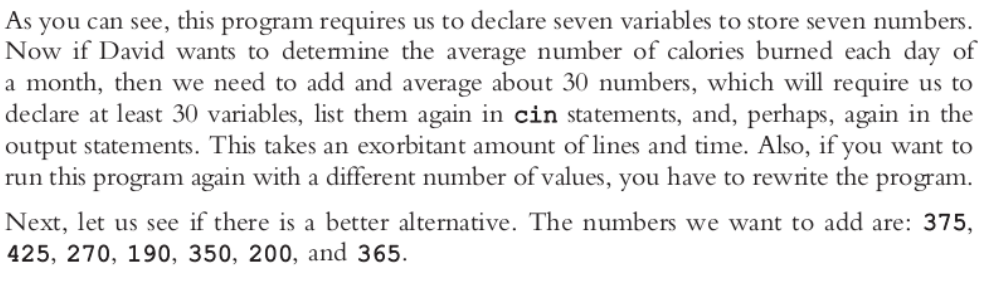 As you can see, this program requires us to declare seven variables to store seven numbers.
Now if David wants to determine the average number of calories burned each day of
a month, then we need to add and average about 30 numbers, which will require us to
declare at least 30 variables, list them again in cin statements, and, perhaps, again in the
output statements. This takes an exorbitant amount of lines and time. Also, if you want to
run this program again with a different number of values, you have to rewrite the program.
Next, let us see if there is a better alternative. The numbers we want to add are: 375,
425, 270, 190, 350, 200, and 365.